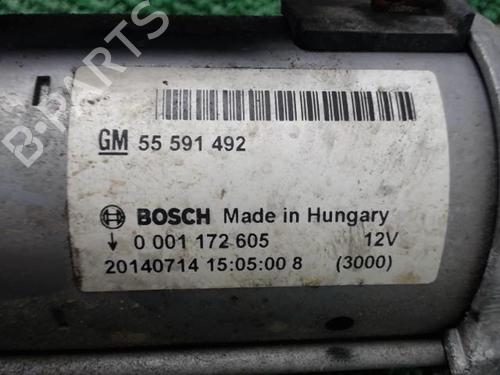 B-PARTS
GM 55 591 492
BOSCH Made in Hungary
0 001 172 605 12V
20140714 15:05:00 8 (3000)